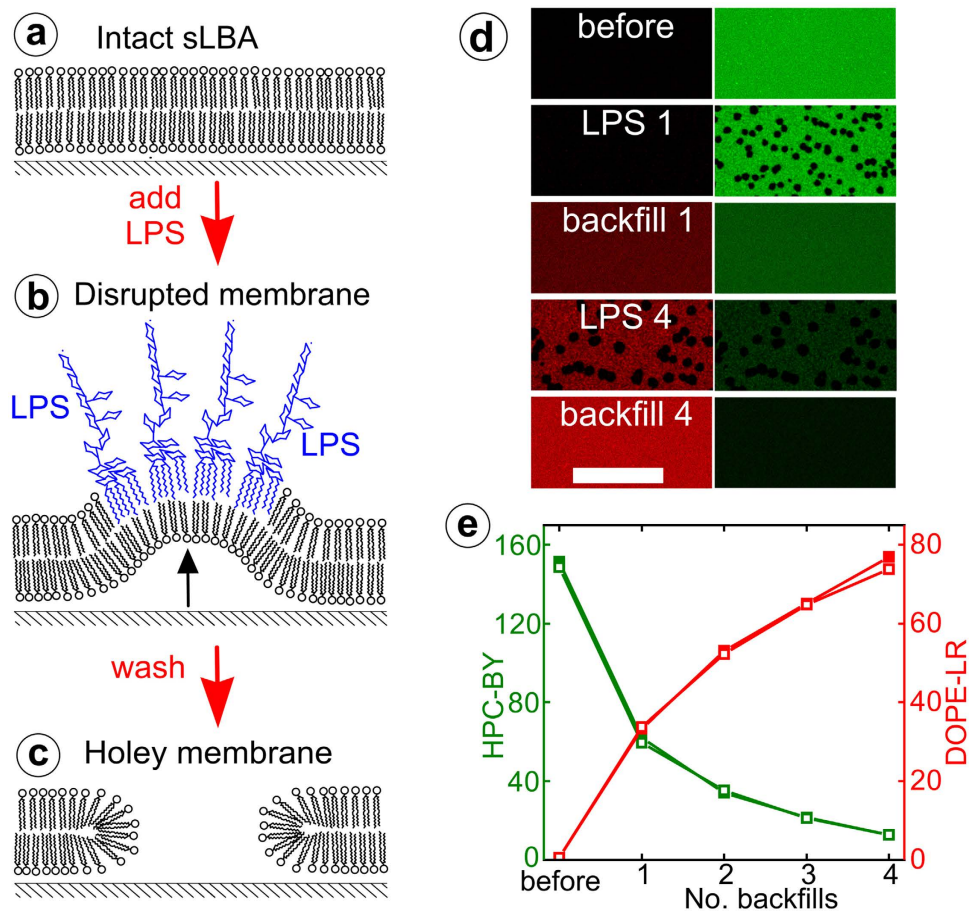 a
Intact sLBA
add
LPS
b
Disrupted membrane
LPS
LPS
wash
c
Holey membrane
d
before
LPS 1
backfill 1
LPS 4
backfill 4
e
160
120
80
40
0
HPC-BY
80
60
40
20
0
DOPE-LR
before
1
2
3
4
No. backfills